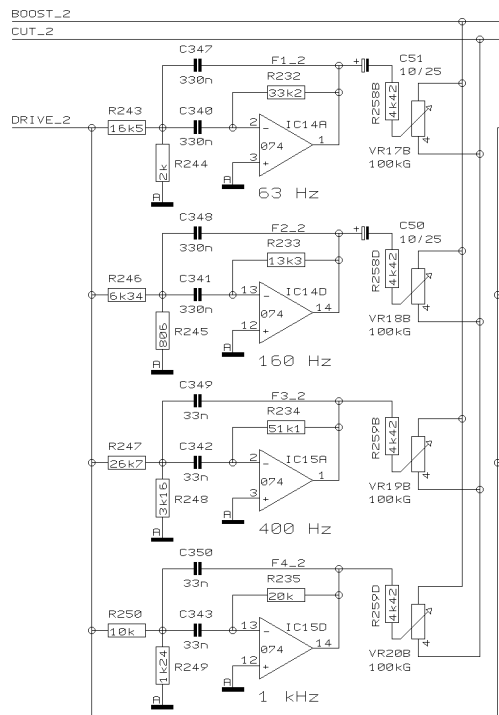 BOOST_2
CUT_2
C347
330n
F1_2
R232
33k2
C51
10/25
+
R258B
4k42
DRIVE_2
R243
16k5
C340
330n
2
-
IC14A
074
1
3
+
2k
R244
A
A
63 Hz
VR17B
100kG
4
C348
330n
F2_2
R233
13k3
C50
10/25
+
R258D
4k42
R246
6k34
C341
330n
13
-
IC14D
074
14
12
+
806
R245
A
A
160 Hz
VR18B
100kG
4
C349
33n
F3_2
R234
51k1
R259B
4k42
R247
26k7
C342
33n
2
-
IC15A
074
1
3
+
3k16
R248
A
A
400 Hz
VR19B
100kG
4
C350
33n
F4_2
R235
20k
R259D
4k42
R250
10k
C343
33n
13
-
IC15D
074
14
12
+
1k24
R249
A
A
1 kHz
VR20B
100kG
4